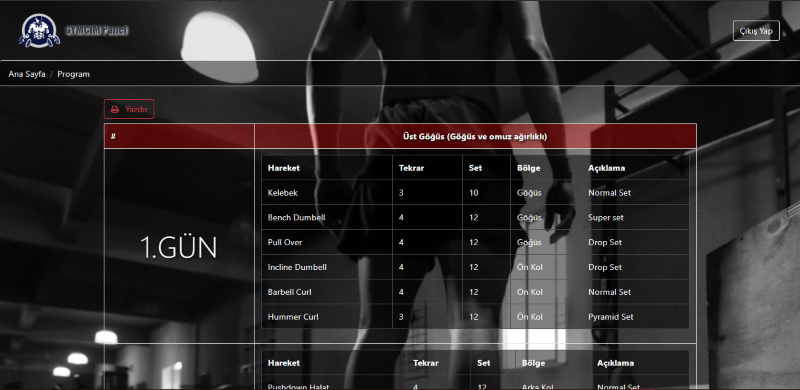 GYMCIM Panel
Çıkış Yap
Ana Sayfa / Program
Yazdır
# Üst Göğüs (Göğüs ve omuz ağırlıklı)
1.GÜN
Hareket Tekrar Set Bölge Açıklama
Kelebek 3 10 Göğüs Normal Set
Bench Dumbell 4 12 Göğüs Super set
Pull Over 4 12 Göğüs Drop Set
Incline Dumbell 4 12 Ön Kol Drop Set
Barbell Curl 4 12 Ön Kol Normal Set
Hummer Curl 3 12 Ön Kol Pyramid Set
Hareket Tekrar Set Bölge Açıklama
Pushdown Halat 4 12 Arka Kol Normal Set